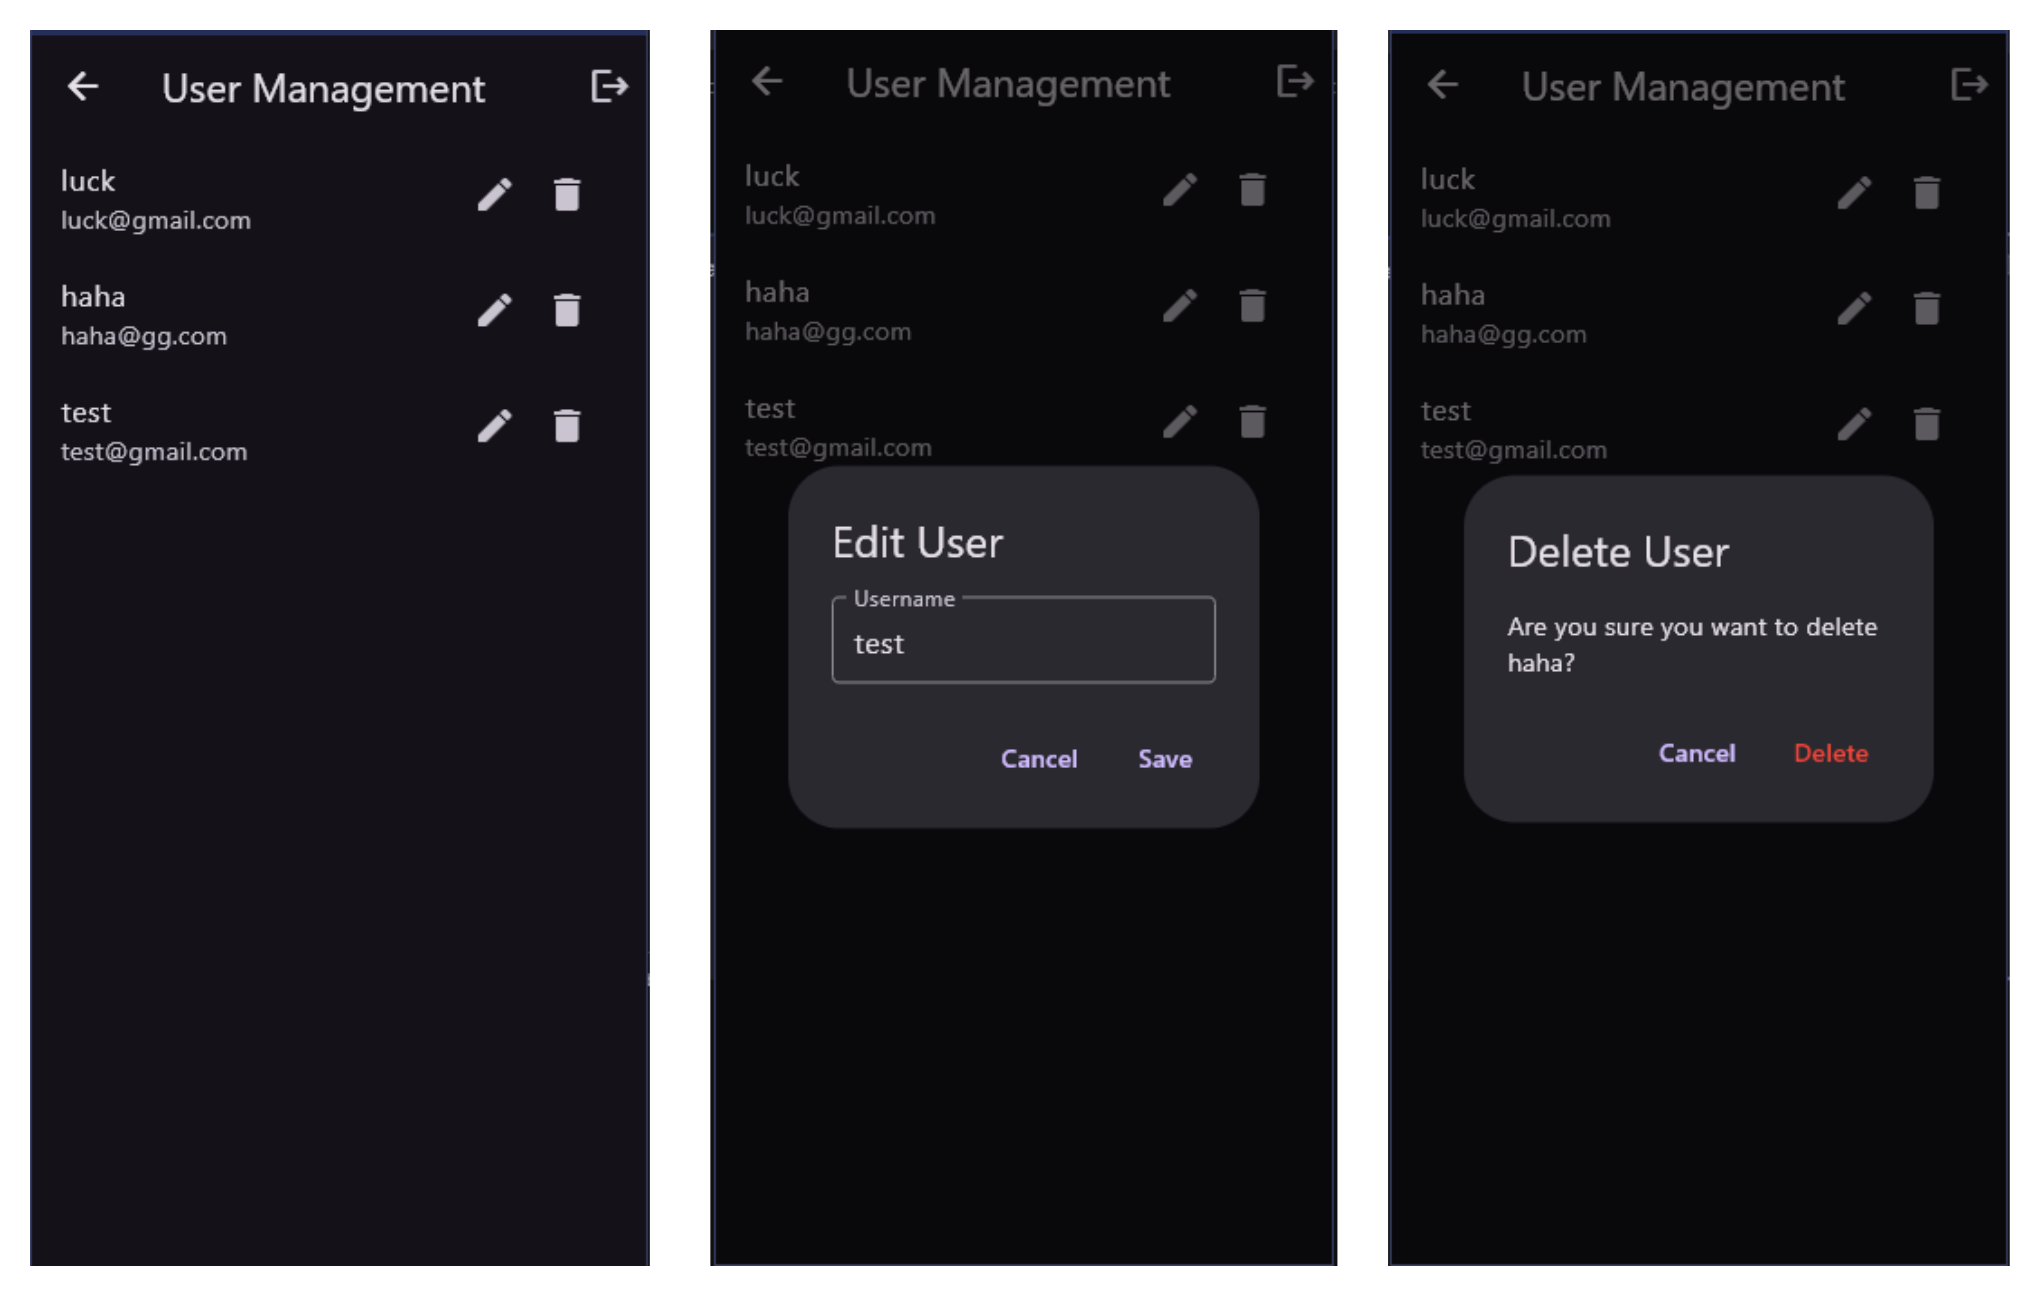 User Management
luck
luck@gmail.com
haha
haha@gg.com
test
test@gmail.com
User Management
luck
luck@gmail.com
haha
haha@gg.com
test
test@gmail.com
Edit User
Username
test
Cancel Save
User Management
luck
luck@gmail.com
haha
haha@gg.com
test
test@gmail.com
Delete User
Are you sure you want to delete
haha?
Cancel Delete